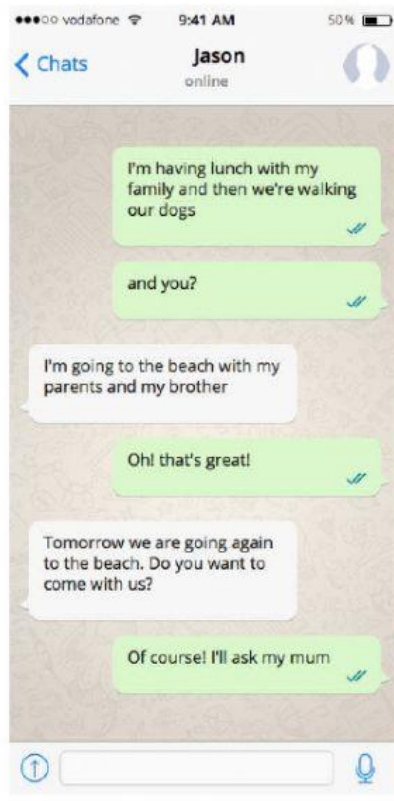 vodafone 9:41 AM 50%
Chats Jason
online
I'm having lunch with my
family and then we're walking
our dogs
and you?
I'm going to the beach with my
parents and my brother
Oh! that's great!
Tomorrow we are going again
to the beach. Do you want to
come with us?
Of course! I'll ask my mum